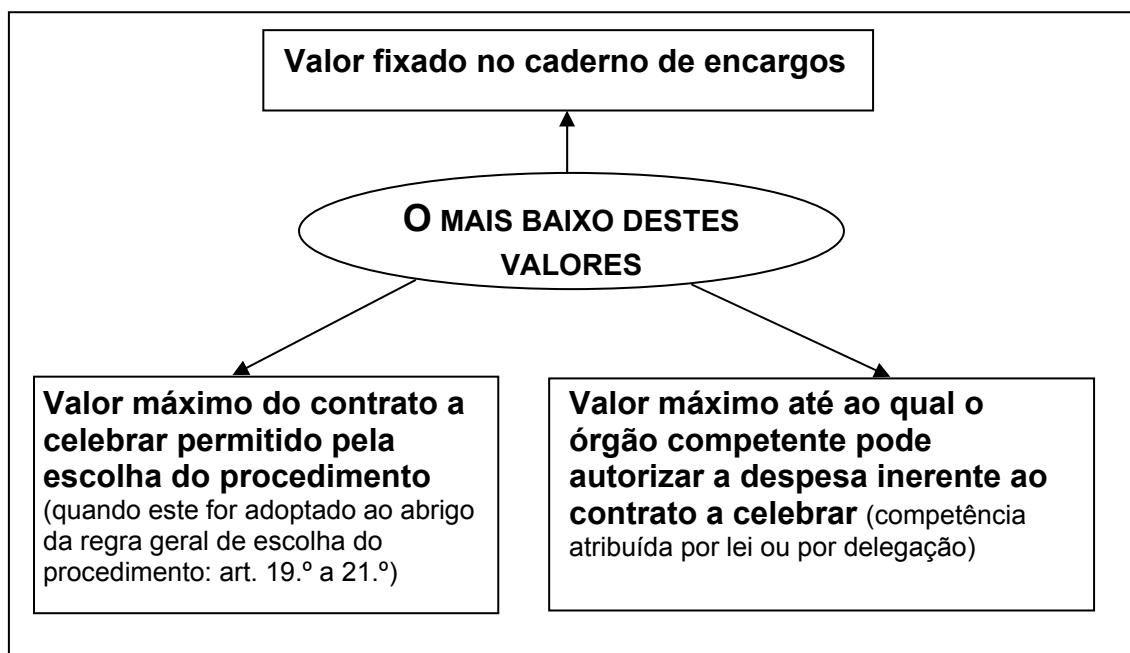 Valor fixado no caderno de encargos
O MAIS BAIXO DESTES
VALORES
Valor máximo do contrato a
celebrar permitido pela
escolha do procedimento
(quando este for adoptado ao abrigo
da regra geral de escolha do
procedimento: art. 19.º a 21.º)
Valor máximo até ao qual o
órgão competente pode
autorizar a despesa inerente ao
contrato a celebrar (competência
atribuída por lei ou por delegação)